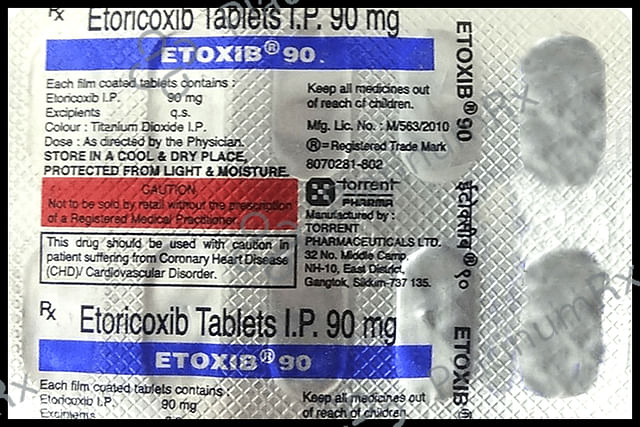 Rx Etoricoxib Tablets I.P. 90 mg
ETOXIB® 90
Each film coated tablets contains :
Etoricoxib I.P. 90 mg
Excipients q.s.
Colour : Titanium Dioxide I.P.
Dose : As directed by the Physician.
STORE IN A COOL & DRY PLACE,
PROTECTED FROM LIGHT & MOISTURE.
CAUTION
Not to be sold by retail without the prescription
of a Registered Medical Practitioner.
This drug should be used with caution in
patient suffering from Coronary Heart Disease
(CHD)/ Cardiovascular Disorder.
Keep all medicines out
of reach of children.
Mfg. Lic. No. : M/563/2010
®=Registered Trade Mark
8070281-802
torrent
PHARMA
Manufactured by :
TORRENT
PHARMACEUTICALS LTD.
32 No. Middle Camp,
NH-10, East District,
Gangtok, Sikkim-737 135.
ETOXIB® 90
Rx Etoricoxib Tablets I.P. 90 mg
ETOXIB® 90
Each film coated tablets contains :
Etoricoxib I.P. 90 mg
Excipients
Keep all medicines out
of reach of children.
ETOXIB®
PlatinumRx